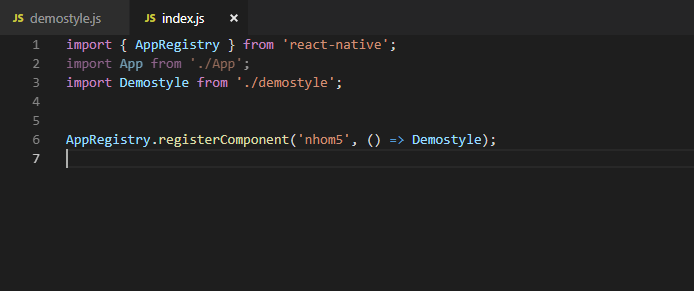 JS demostyle.js JS index.js ×
1 import { AppRegistry } from 'react-native';
2 import App from './App';
3 import Demostyle from './demostyle';
4
5
6 AppRegistry.registerComponent('nhom5', () => Demostyle);
7